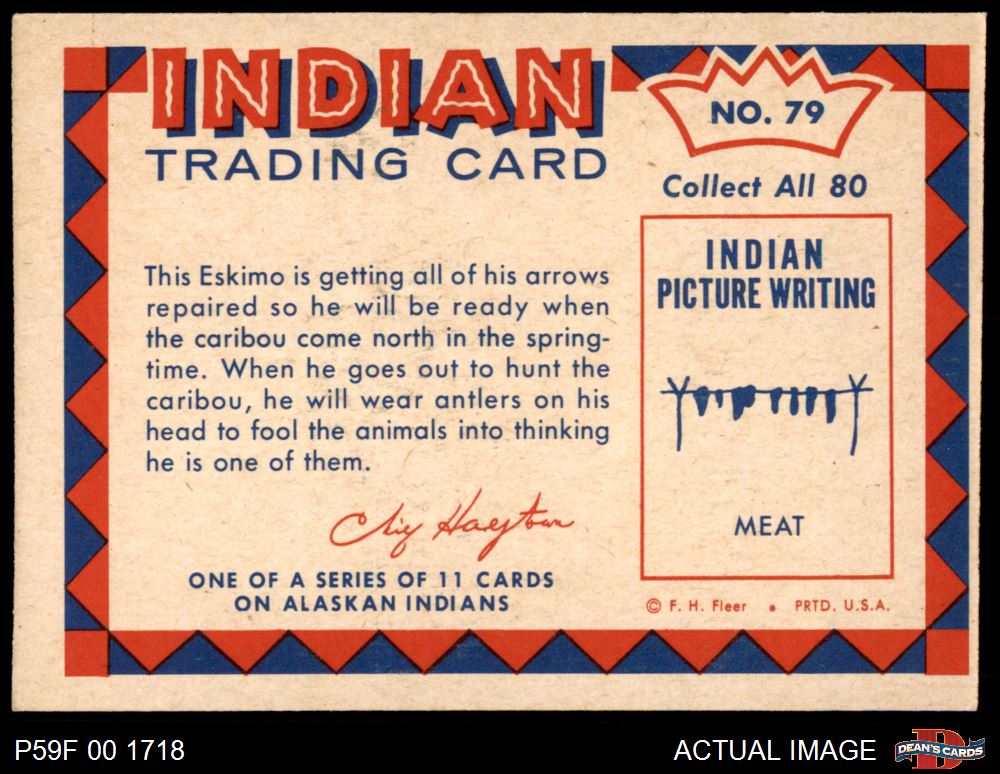 INDIAN
TRADING CARD
NO. 79
Collect All 80
This Eskimo is getting all of his arrows
repaired so he will be ready when
the caribou come north in the spring-
time. When he goes out to hunt the
caribou, he will wear antlers on his
head to fool the animals into thinking
he is one of them.
ONE OF A SERIES OF 11 CARDS
ON ALASKAN INDIANS
INDIAN
PICTURE WRITING
MEAT
© F. H. Fleer • PRTD. U.S.A.
P59F 00 1718
ACTUAL IMAGE
DEAN'S CARDS